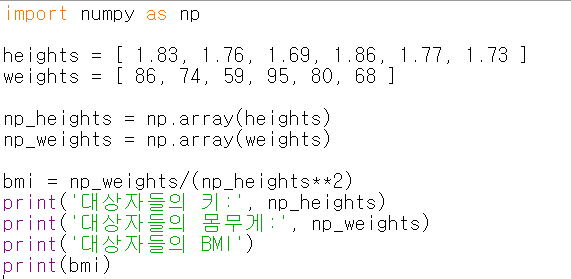 import numpy as np
heights = [ 1.83, 1.76, 1.69, 1.86, 1.77, 1.73 ]
weights = [ 86, 74, 59, 95, 80, 68 ]
np_heights = np.array(heights)
np_weights = np.array(weights)
bmi = np_weights/(np_heights**2)
print('대상자들의 키:', np_heights)
print('대상자들의 몸무게:', np_weights)
print('대상자들의 BMI')
print(bmi)